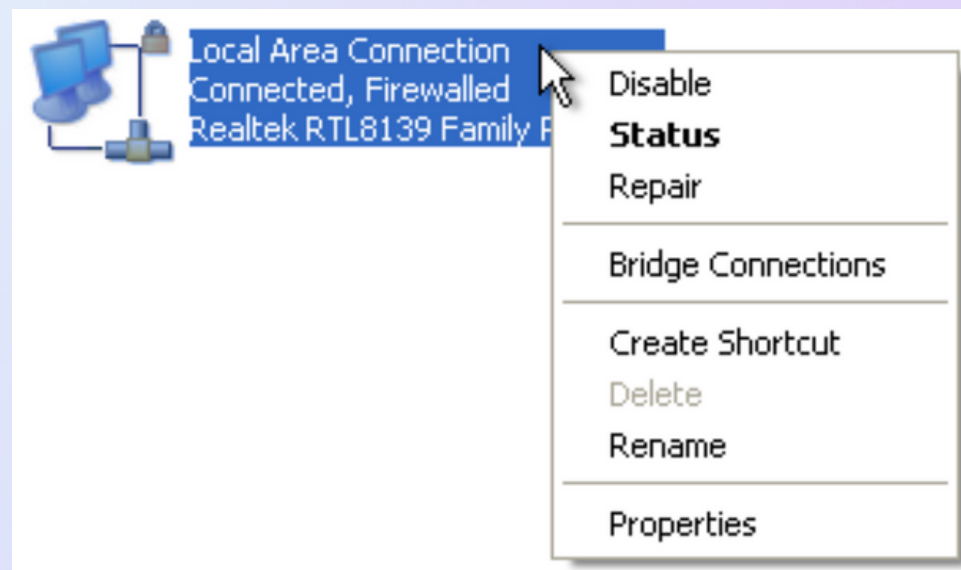 Local Area Connection
Connected, Firewalled
Realtek RTL8139 Family
Disable
Status
Repair
Bridge Connections
Create Shortcut
Delete
Rename
Properties